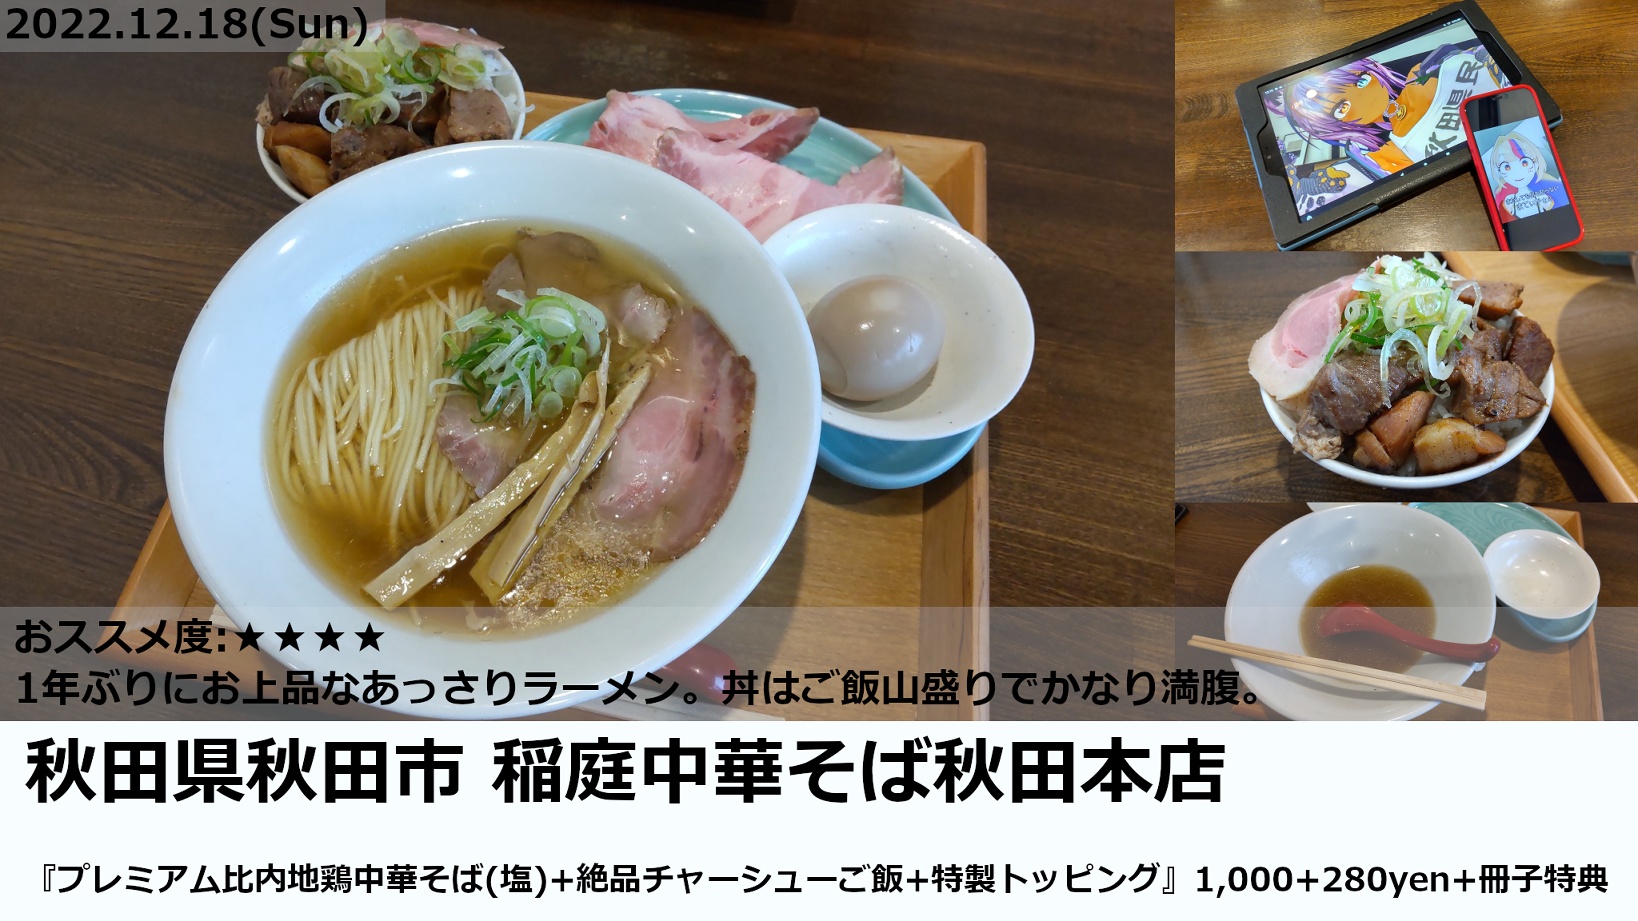 2022.12.18(Sun)
秋田県民
おススメ度:★★★★
1年ぶりにお上品なあっさりラーメン。丼はご飯山盛りでかなり満腹。
秋田県秋田市 稲庭中華そば秋田本店
『プレミアム比内地鶏中華そば(塩)+絶品チャーシューご飯+特製トッピング』1,000+280yen+冊子特典